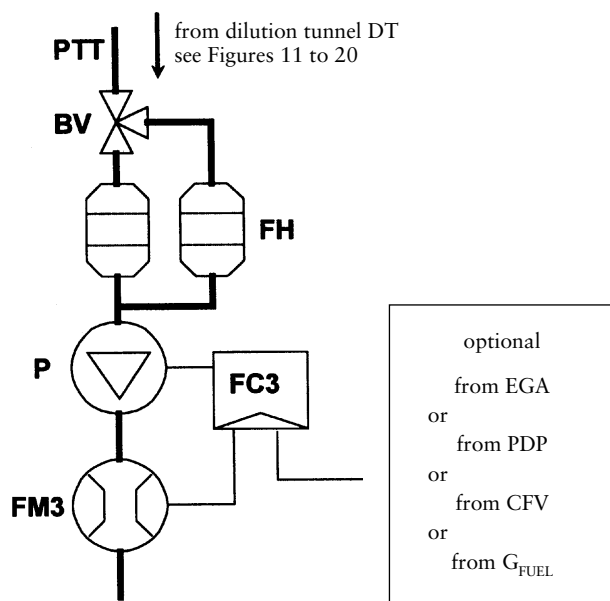 from dilution tunnel DT
see Figures 11 to 20
PTT
BV
FH
P
FC3
FM3
optional
from EGA
or
from PDP
or
from CFV
or
from G_FUEL